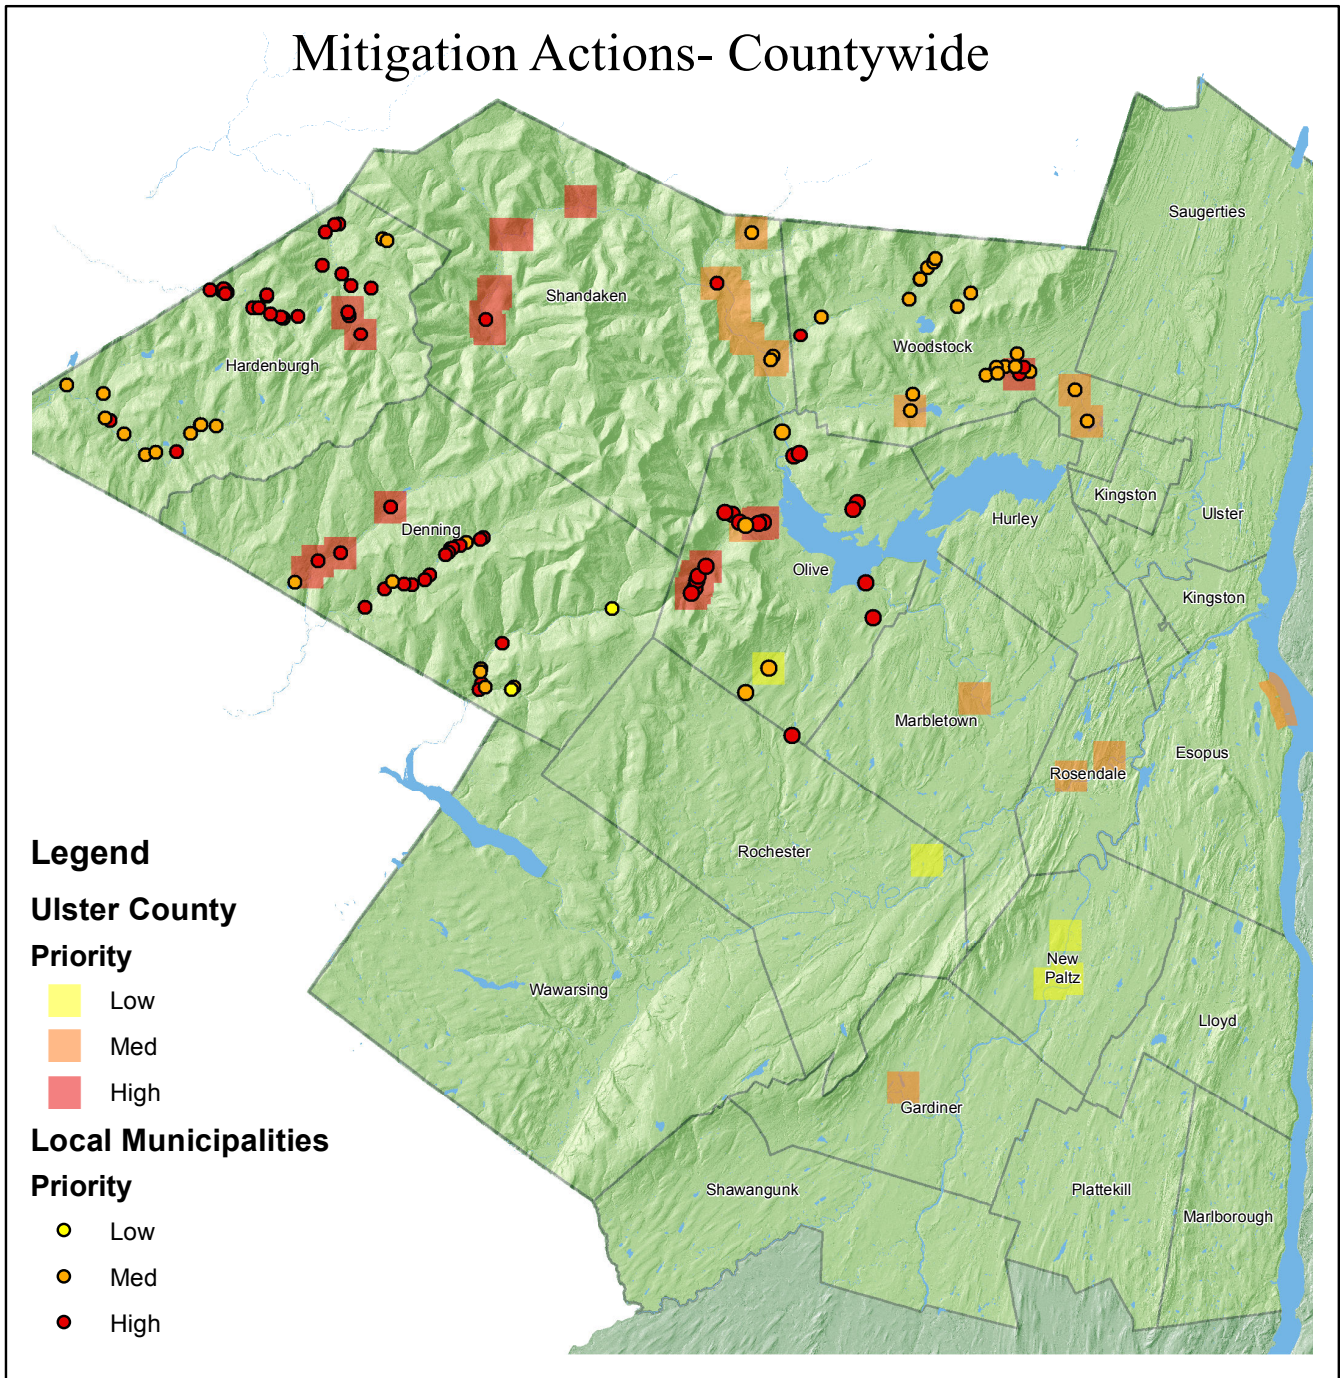 Mitigation Actions- Countywide
Saugerties
Shandaken
Woodstock
Hardenburgh
Kingston
Ulster
Hurley
Denning
Olive
Kingston
Marbletown
Esopus
Rosendale
Rochester
New
Paltz
Wawarsing
Lloyd
Gardiner
Shawangunk
Plattekill
Marlborough
Legend
Ulster County
Priority
Low
Med
High
Local Municipalities
Priority
Low
Med
High